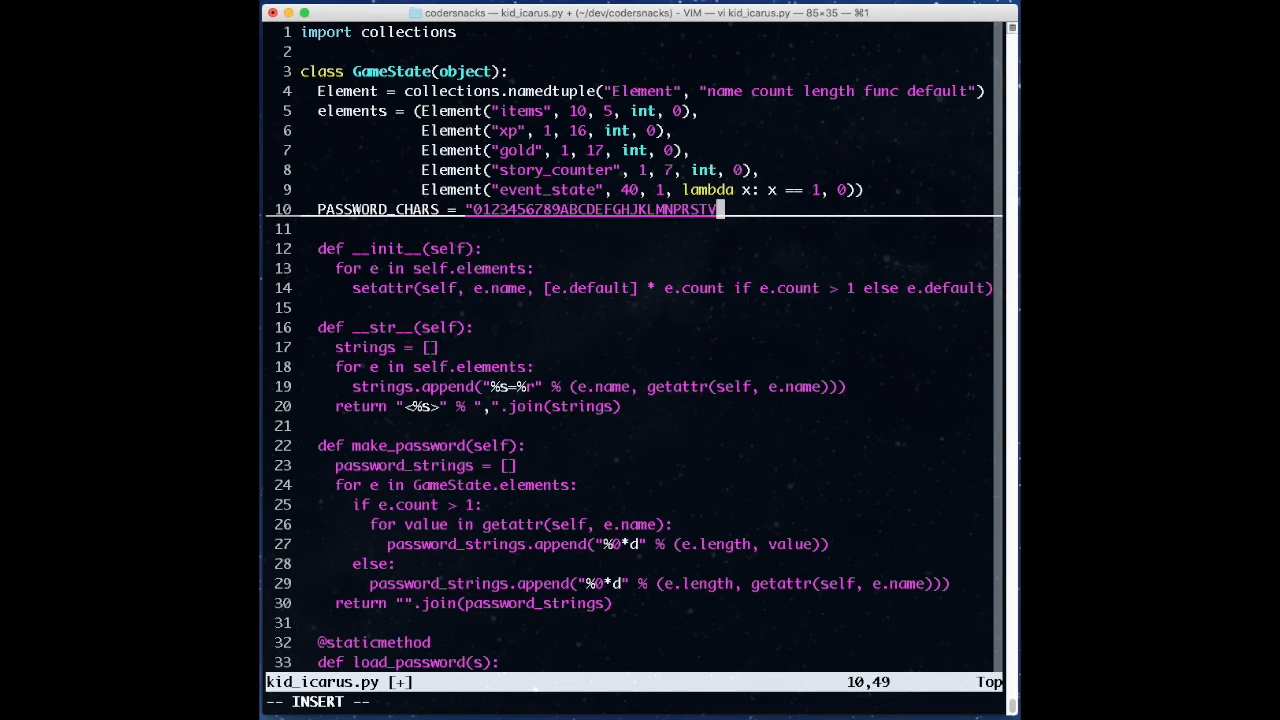 codersnacks — kid_icarus.py + (~/dev/codersnacks) - VIM — vi kid_icarus.py — 85×35 — ⌘1
1 import collections
2
3 class GameState(object):
4   Element = collections.namedtuple("Element", "name count length func default")
5   elements = (Element("items", 10, 5, int, 0),
6               Element("xp", 1, 16, int, 0),
7               Element("gold", 1, 17, int, 0),
8               Element("story_counter", 1, 7, int, 0),
9               Element("event_state", 40, 1, lambda x: x == 1, 0))
10   PASSWORD_CHARS = "0123456789ABCDEFGHJKLMNPRSTV
11
12   def __init__(self):
13     for e in self.elements:
14       setattr(self, e.name, [e.default] * e.count if e.count > 1 else e.default)
15
16   def __str__(self):
17     strings = []
18     for e in self.elements:
19       strings.append("%s=%r" % (e.name, getattr(self, e.name)))
20     return "<%s>" % ",".join(strings)
21
22   def make_password(self):
23     password_strings = []
24     for e in GameState.elements:
25       if e.count > 1:
26         for value in getattr(self, e.name):
27           password_strings.append("%0*d" % (e.length, value))
28       else:
29         password_strings.append("%0*d" % (e.length, getattr(self, e.name)))
30     return "".join(password_strings)
31
32   @staticmethod
33   def load_password(s):
kid_icarus.py [+] 10,49 Top
-- INSERT --